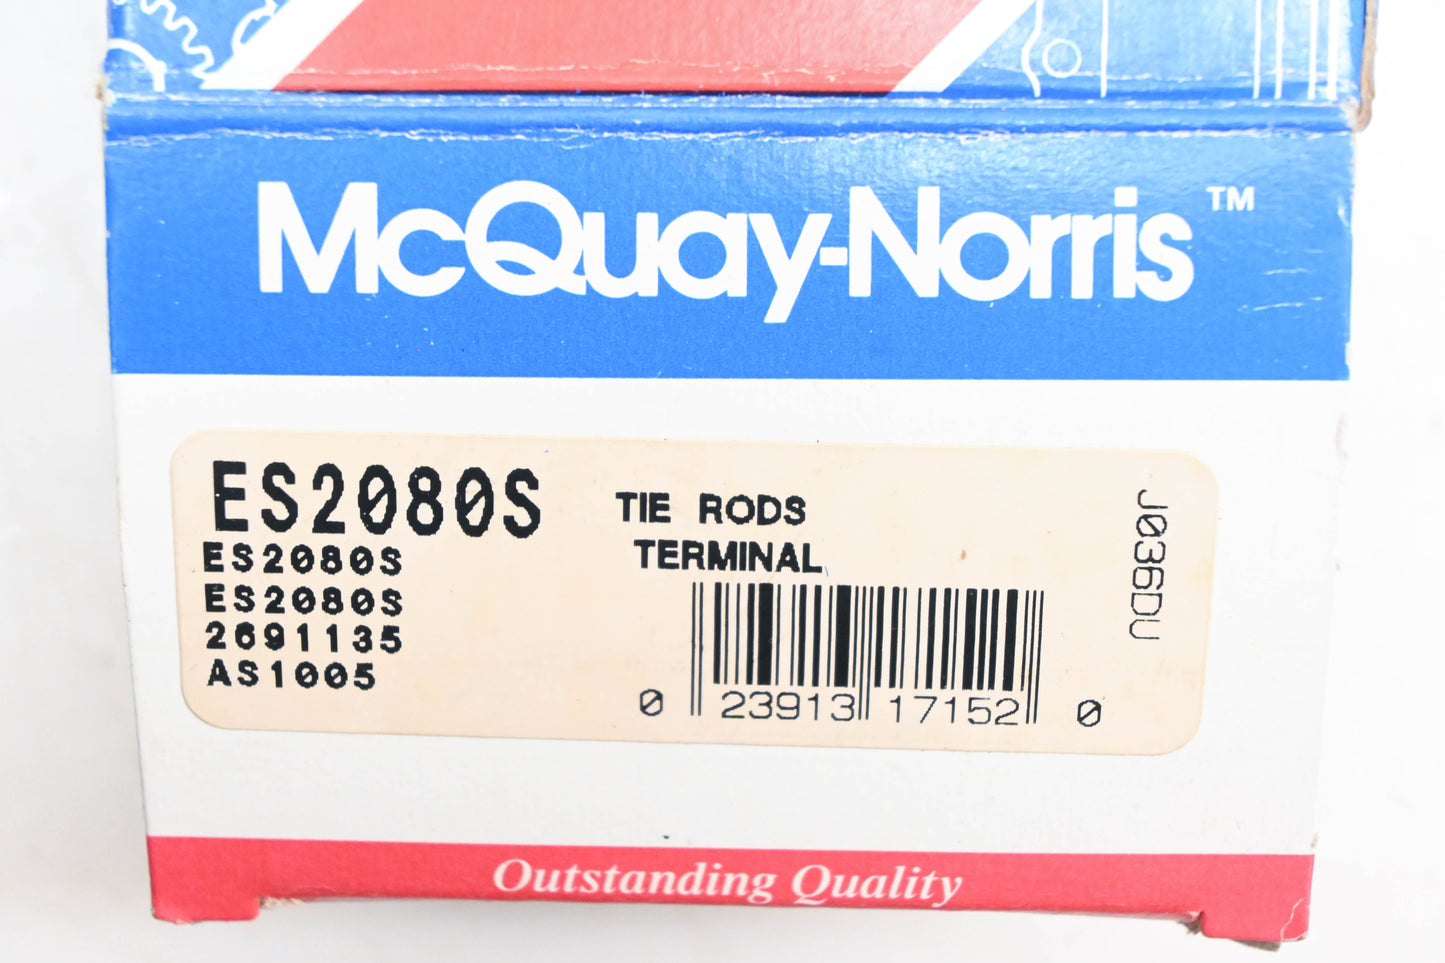 McQuay-Norris™
ES2080S
ES2080S
ES2080S
2691135
AS1005
TIE RODS
TERMINAL
0 23913 17152 0
J036DU
Outstanding Quality